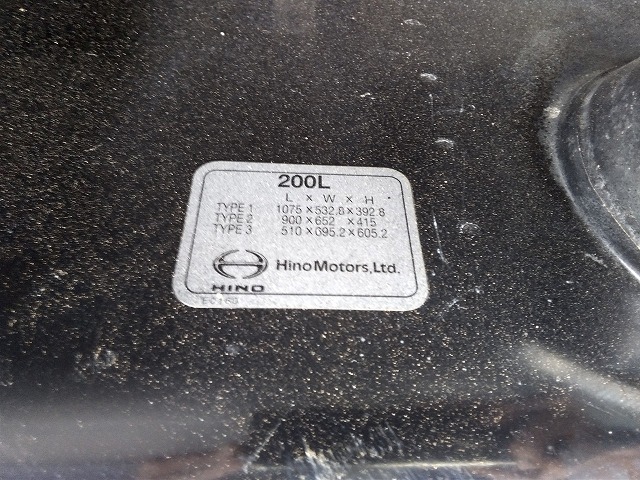 200L
L × W × H
TYPE 1 1075×532.8×392.8
TYPE 2 900×652 ×415
TYPE 3 510×695.2×605.2
Hino Motors, Ltd.
HINO